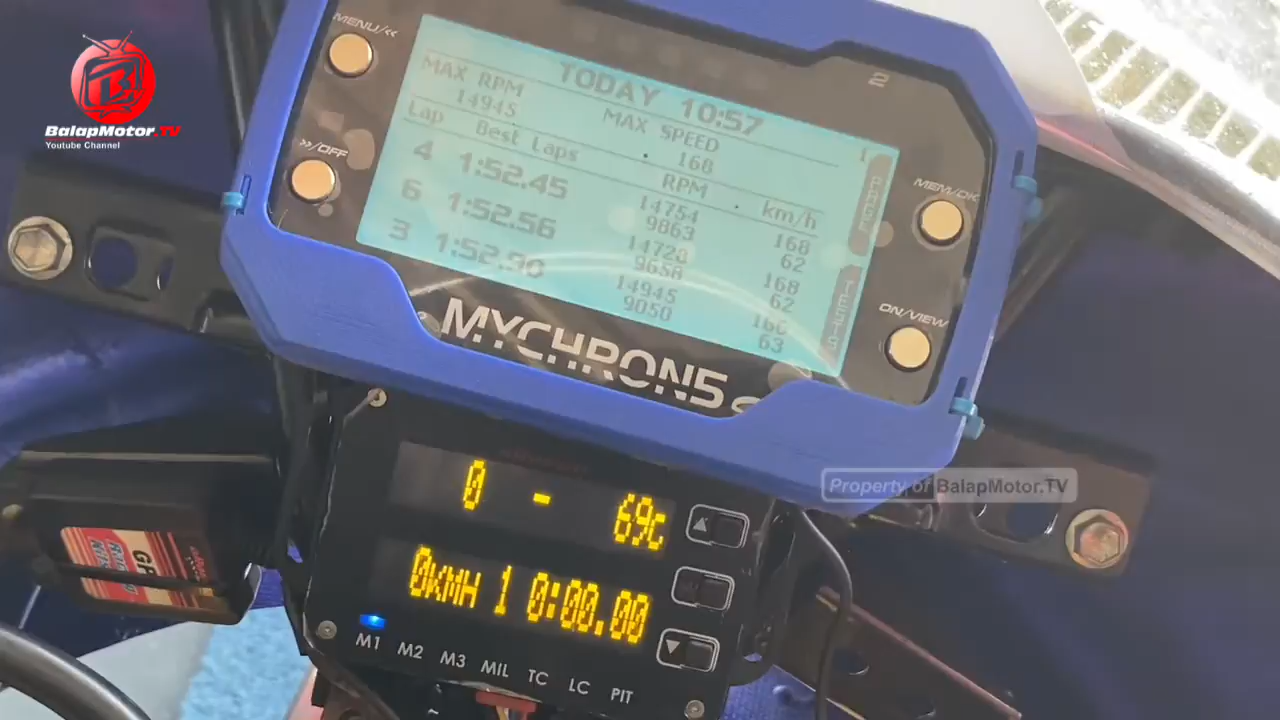 BalapMotor.TV
Youtube Channel
MENU/<<
>>/OFF
2
MEM/OK
ON/VIEW
TODAY 10:57
MAX RPM MAX SPEED
14945 168
Lap Best Laps RPM km/h
4 1:52.45 14754 168
9863 62
6 1:52.56 14720 168
9658 62
3 1:52.90 14945 166
9050 63
TESTS
MYCHRON5 S
Property of BalapMotor.TV
0 - 69c
0KMH 1 0:00.00
M1 M2 M3 MIL TC LC PIT